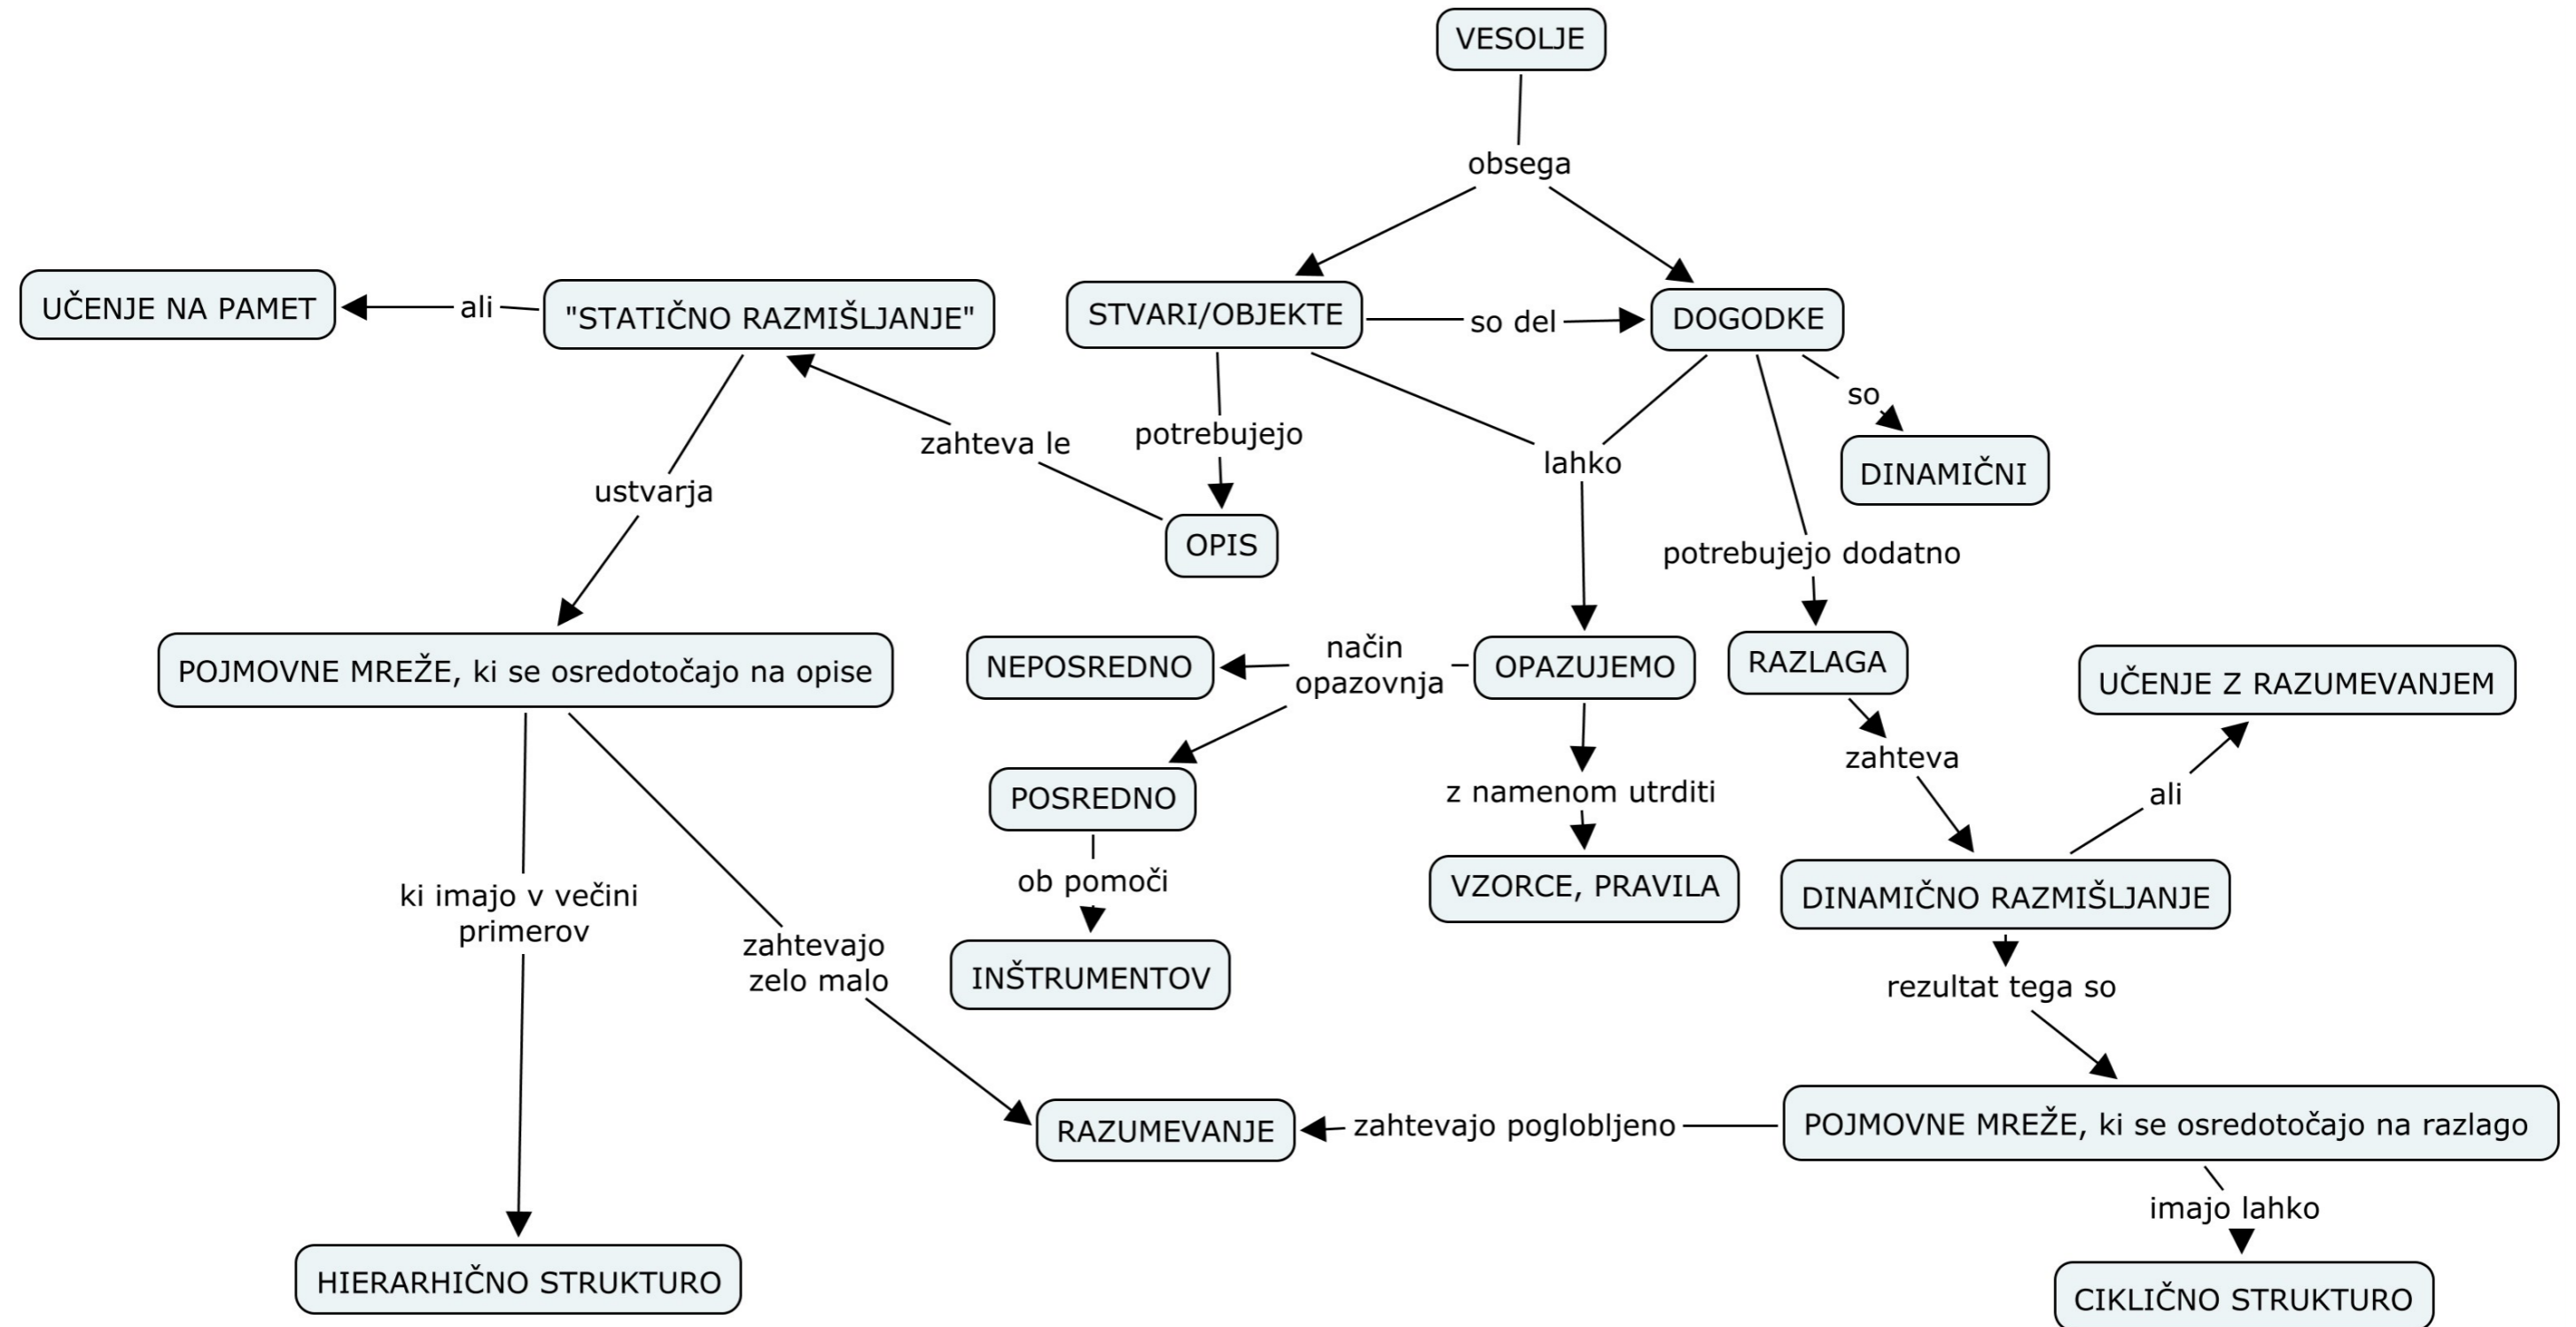 VESOLJE
obsega
UČENJE NA PAMET
ali
"STATIČNO RAZMIŠLJANJE"
STVARI/OBJEKTE
so del
DOGODKE
so
zahteva le
potrebujejo
lahko
DINAMIČNI
ustvarja
OPIS
potrebujejo dodatno
POJMOVNE MREŽE, ki se osredotočajo na opise
NEPOSREDNO
način
opazovnja
OPAZUJEMO
RAZLAGA
UČENJE Z RAZUMEVANJEM
zahteva
POSREDNO
z namenom utrditi
ali
ob pomoči
VZORCE, PRAVILA
DINAMIČNO RAZMIŠLJANJE
ki imajo v večini
primerov
zahtevajo
zelo malo
INŠTRUMENTOV
rezultat tega so
RAZUMEVANJE
zahtevajo poglobljeno
POJMOVNE MREŽE, ki se osredotočajo na razlago
imajo lahko
HIERARHIČNO STRUKTURO
CIKLIČNO STRUKTURO